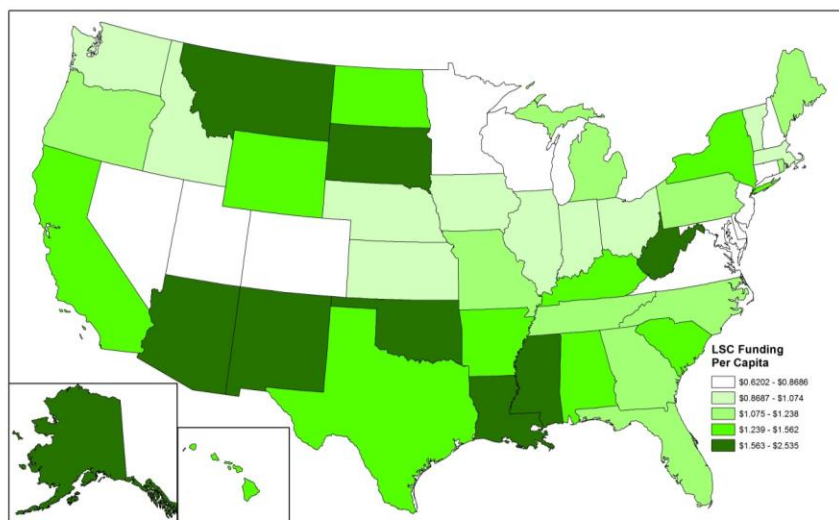 LSC Funding
Per Capita
$0.6202 - $0.8686
$0.8687 - $1.074
$1.075 - $1.238
$1.239 - $1.562
$1.563 - $2.535